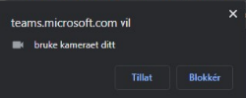 teams.microsoft.com vil
bruke kameraet ditt
Tillat
Blokkér